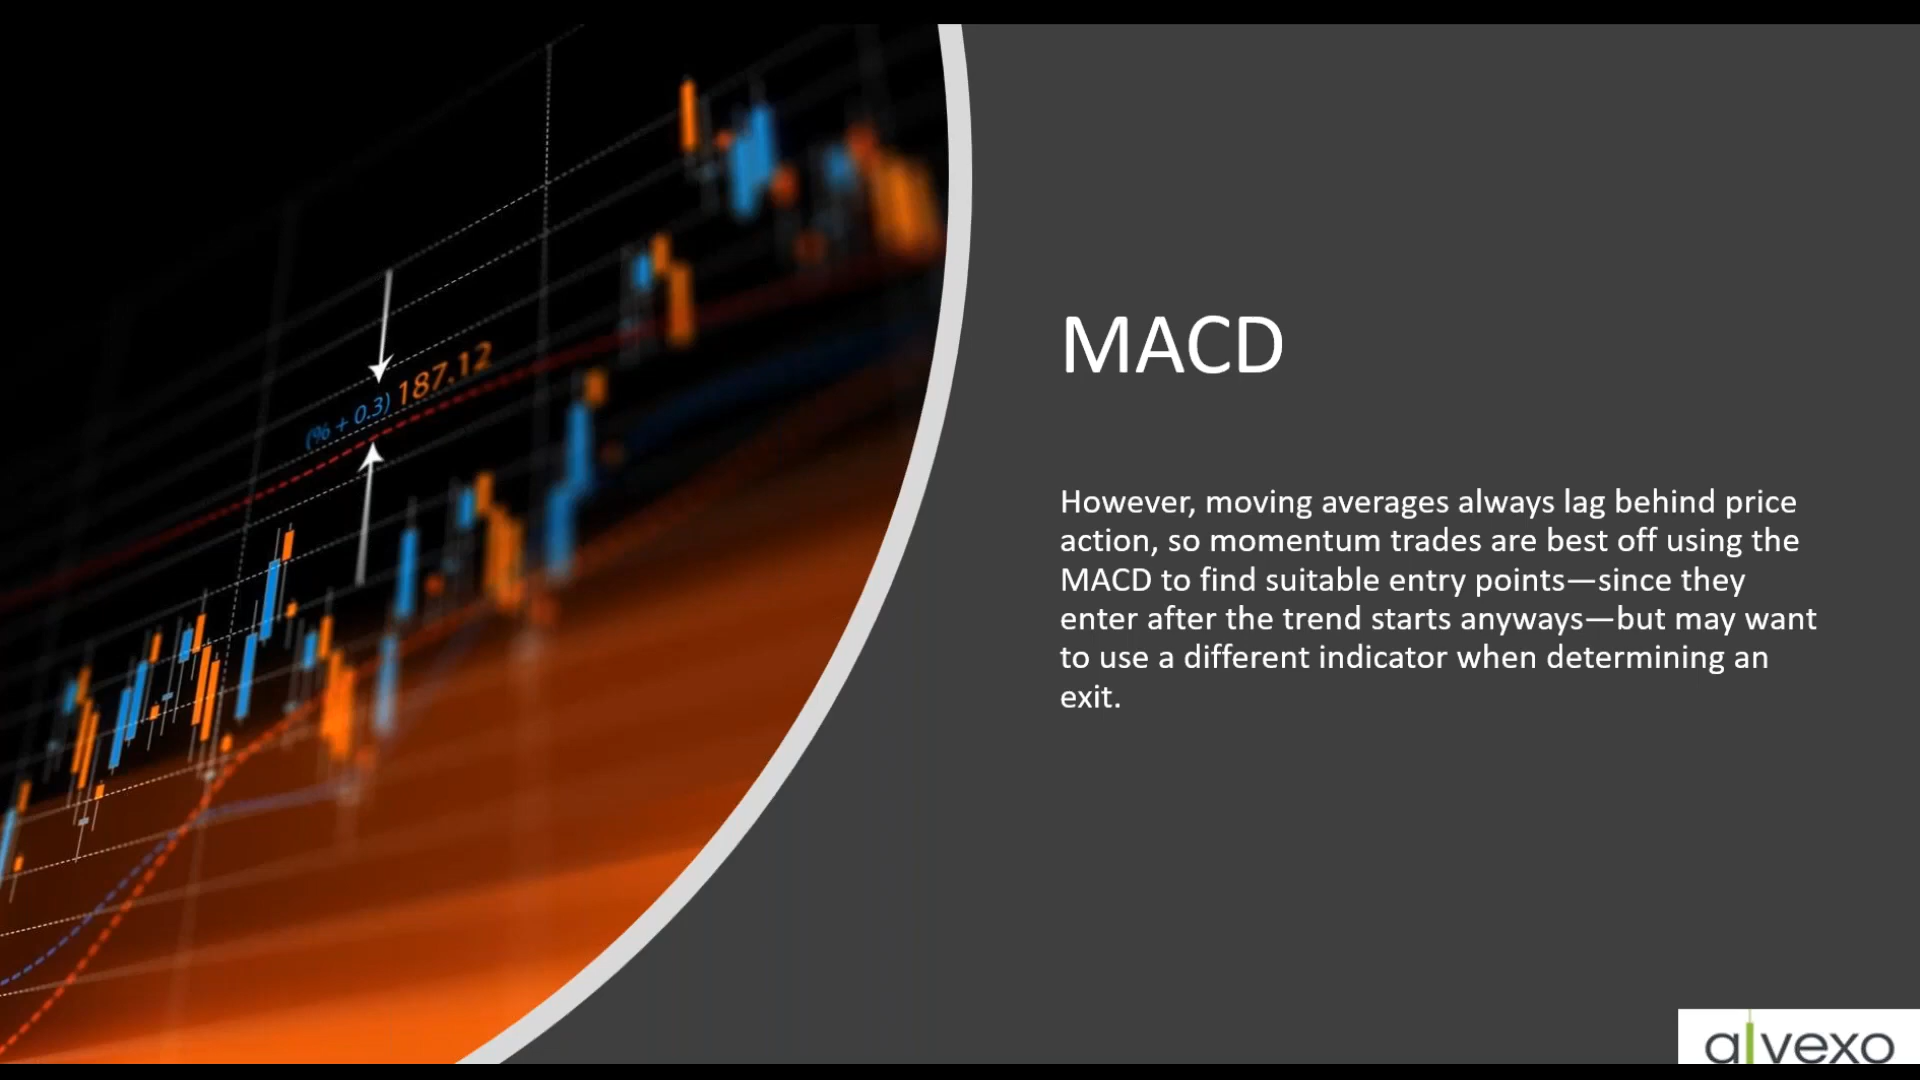 187.12
(% + 0.3)
MACD
However, moving averages always lag behind price
action, so momentum trades are best off using the
MACD to find suitable entry points—since they
enter after the trend starts anyways—but may want
to use a different indicator when determining an
exit.
alvexo